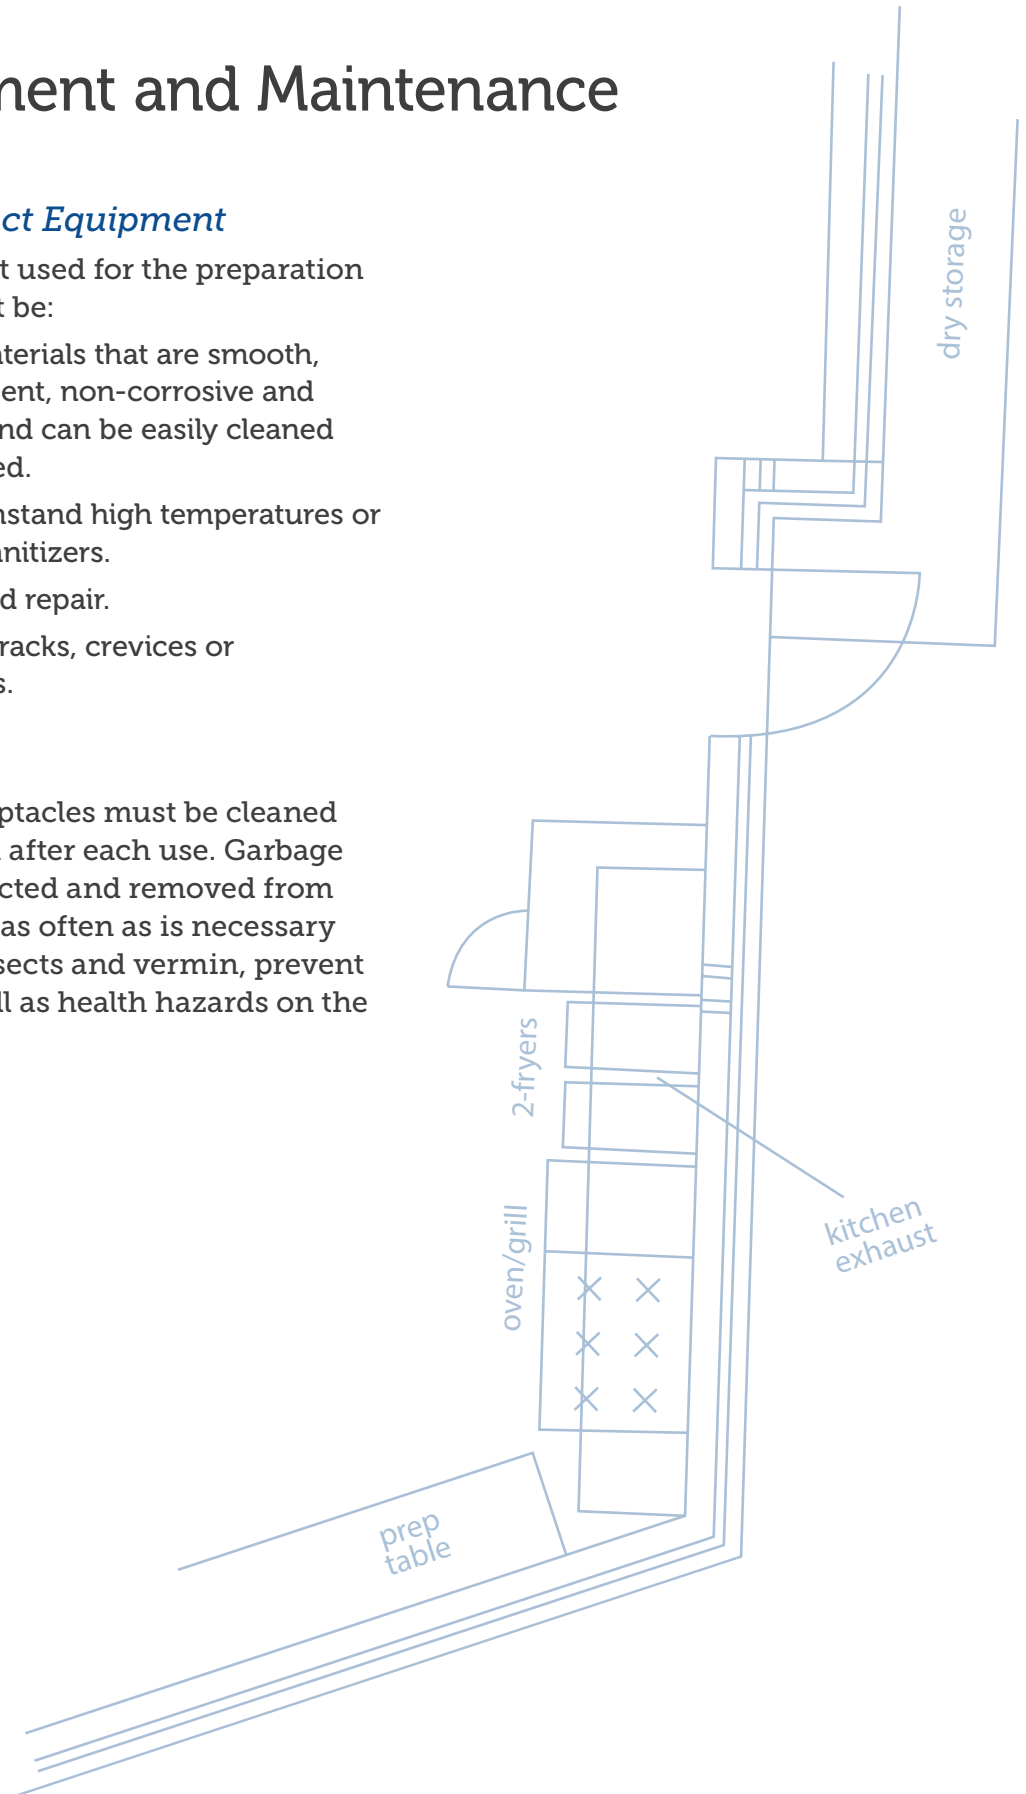 ment and Maintenance
ct Equipment
t used for the preparation
t be:
aterials that are smooth,
ent, non-corrosive and
nd can be easily cleaned
ed.
nstand high temperatures or
anitizers.
d repair.
racks, crevices or
s.
ptacles must be cleaned
after each use. Garbage
cted and removed from
as often as is necessary
sects and vermin, prevent
ll as health hazards on the
dry storage
2-fryers
kitchen
exhaust
oven/grill
prep
table